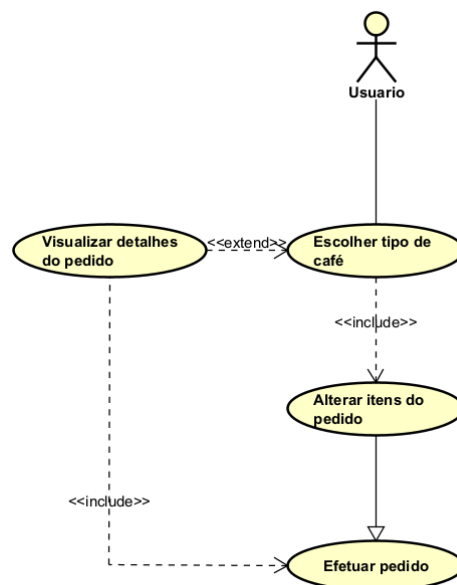 Usuario
Visualizar detalhes
do pedido
<<extend>>
Escolher tipo de
café
<<include>>
Alterar itens do
pedido
<<include>>
Efetuar pedido